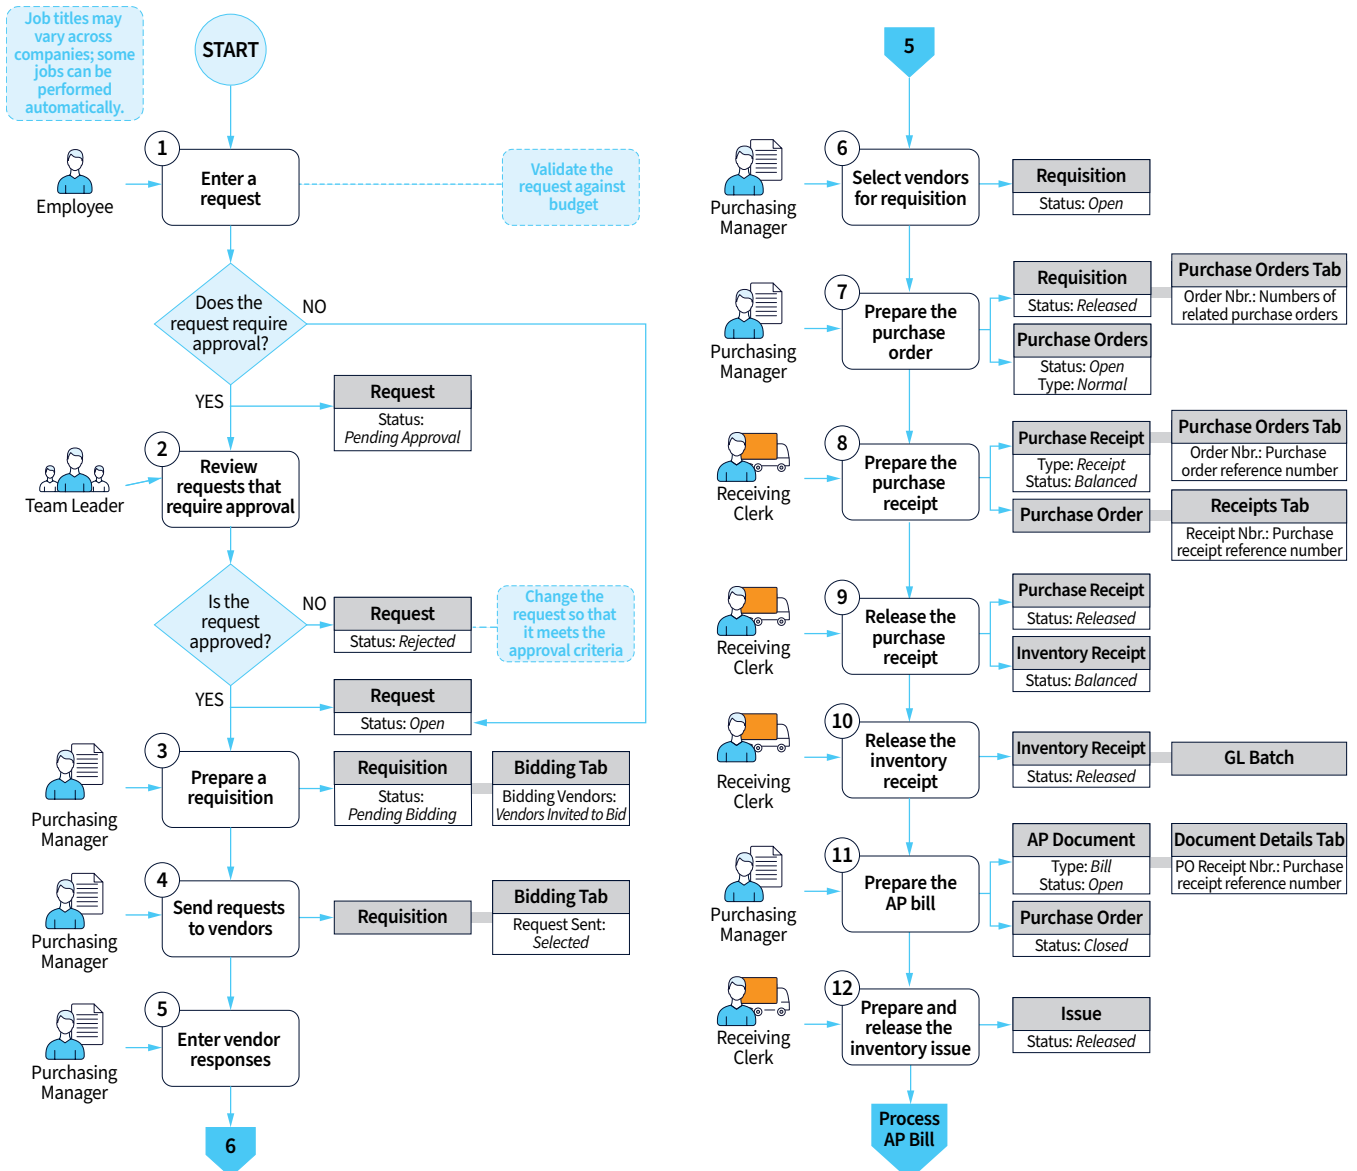 Job titles may
vary across
companies; some
jobs can be
performed
automatically.
START
1
Enter a
request
Employee
Validate the
request against
budget
Does the
request require
approval?
NO
YES
Request
Status:
Pending Approval
2
Review
requests that
require approval
Team Leader
Is the
request
approved?
NO
Request
Status: Rejected
Change the
request so that
it meets the
approval criteria
YES
Request
Status: Open
3
Prepare a
requisition
Purchasing
Manager
Requisition
Status:
Pending Bidding
Bidding Tab
Bidding Vendors:
Vendors Invited to Bid
4
Send requests
to vendors
Purchasing
Manager
Requisition
Bidding Tab
Request Sent:
Selected
5
Enter vendor
responses
Purchasing
Manager
6
5
6
Select vendors
for requisition
Purchasing
Manager
Requisition
Status: Open
7
Prepare the
purchase
order
Purchasing
Manager
Requisition
Status: Released
Purchase Orders Tab
Order Nbr.: Numbers of
related purchase orders
Purchase Orders
Status: Open
Type: Normal
8
Prepare the
purchase
receipt
Receiving
Clerk
Purchase Receipt
Type: Receipt
Status: Balanced
Purchase Orders Tab
Order Nbr.: Purchase
order reference number
Purchase Order
Receipts Tab
Receipt Nbr.: Purchase
receipt reference number
9
Release the
purchase
receipt
Receiving
Clerk
Purchase Receipt
Status: Released
Inventory Receipt
Status: Balanced
10
Release the
inventory
receipt
Receiving
Clerk
Inventory Receipt
Status: Released
GL Batch
11
Prepare the
AP bill
Purchasing
Manager
AP Document
Type: Bill
Status: Open
Document Details Tab
PO Receipt Nbr.: Purchase
receipt reference number
Purchase Order
Status: Closed
12
Prepare and
release the
inventory issue
Receiving
Clerk
Issue
Status: Released
Process
AP Bill